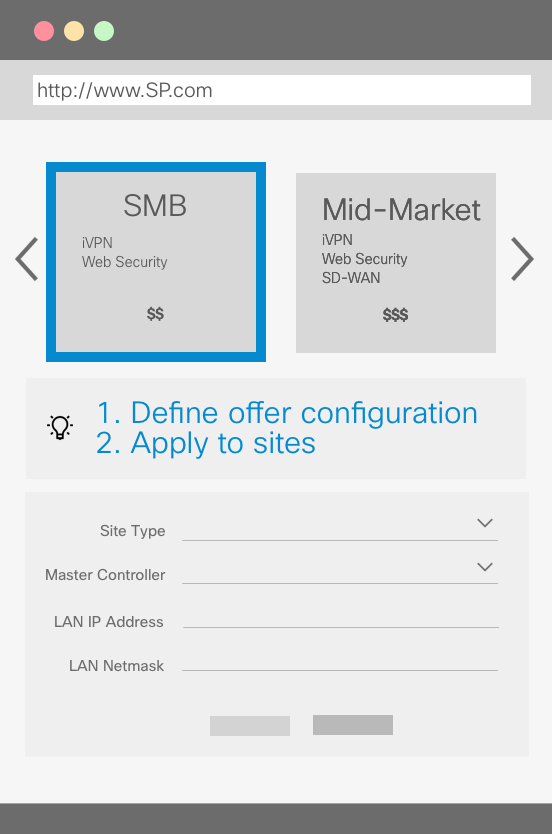 http://www.SP.com
SMB
iVPN
Web Security
$$
Mid-Market
iVPN
Web Security
SD-WAN
$$$
1. Define offer configuration
2. Apply to sites
Site Type
Master Controller
LAN IP Address
LAN Netmask